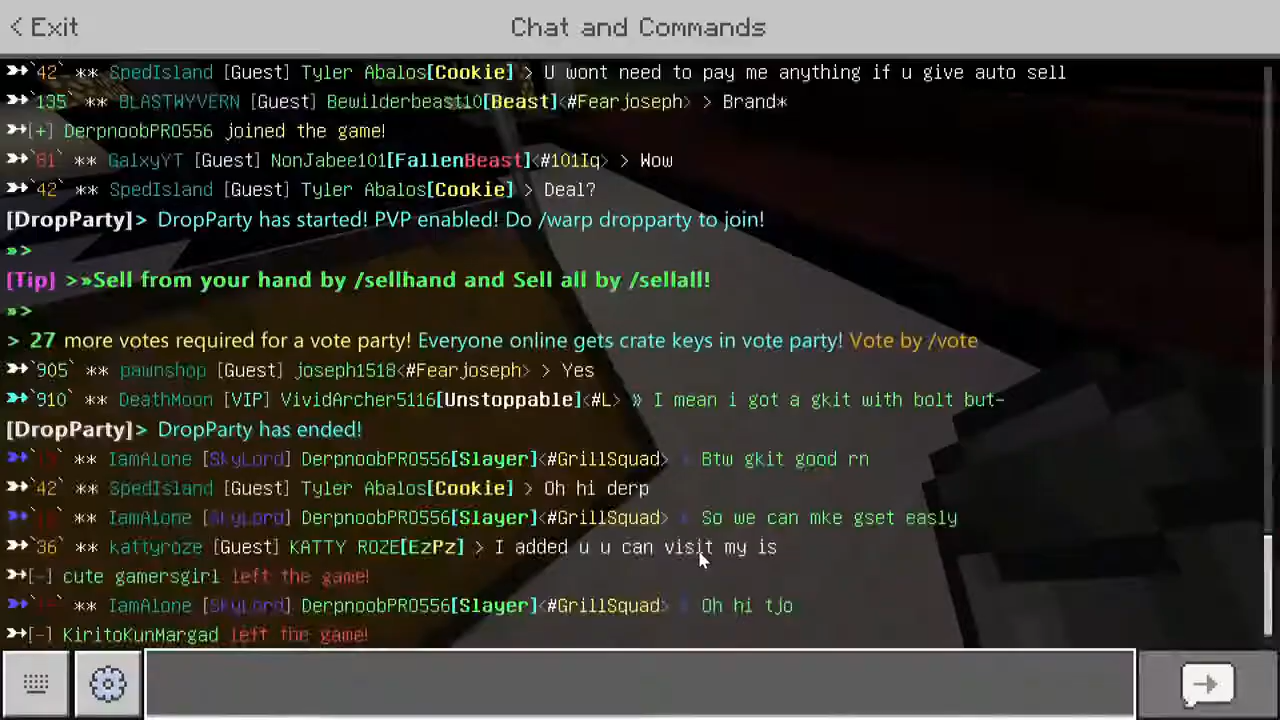 < Exit
Chat and Commands
➳`42` ** SpedIsland [Guest] Tyler Abalos[Cookie] > U wont need to pay me anything if u give auto sell
➳`135` ** BLASTWYVERN [Guest] Bewilderbeast10[Beast]<#Fearjoseph> > Brand*
➳[+] DerpnoobPRO556 joined the game!
➳`81` ** GalxyYT [Guest] NonJabee101[FallenBeast]<#101Iq> > Wow
➳`42` ** SpedIsland [Guest] Tyler Abalos[Cookie] > Deal?
[DropParty]> DropParty has started! PVP enabled! Do /warp dropparty to join!
»>
[Tip] >»Sell from your hand by /sellhand and Sell all by /sellall!
»>
> 27 more votes required for a vote party! Everyone online gets crate keys in vote party! Vote by /vote
➳`905` ** pawnshop [Guest] joseph1518<#Fearjoseph> > Yes
➳`910` ** DeathMoon [VIP] VividArcher5116[Unstoppable]<#L> » I mean i got a gkit with bolt but-
[DropParty]> DropParty has ended!
➳ ** IamAlone [SkyLord] DerpnoobPRO556[Slayer]<#GrillSquad> Btw gkit good rn
➳`42` ** SpedIsland [Guest] Tyler Abalos[Cookie] > Oh hi derp
➳ ** IamAlone [SkyLord] DerpnoobPRO556[Slayer]<#GrillSquad> So we can mke gset easly
➳`36` ** kattyroze [Guest] KATTY ROZE[EzPz] > I added u u can visit my is
➳[-] cute gamersgirl left the game!
➳ ** IamAlone [SkyLord] DerpnoobPRO556[Slayer]<#GrillSquad> Oh hi tjo
➳[-] KiritoKunMargad left the game!